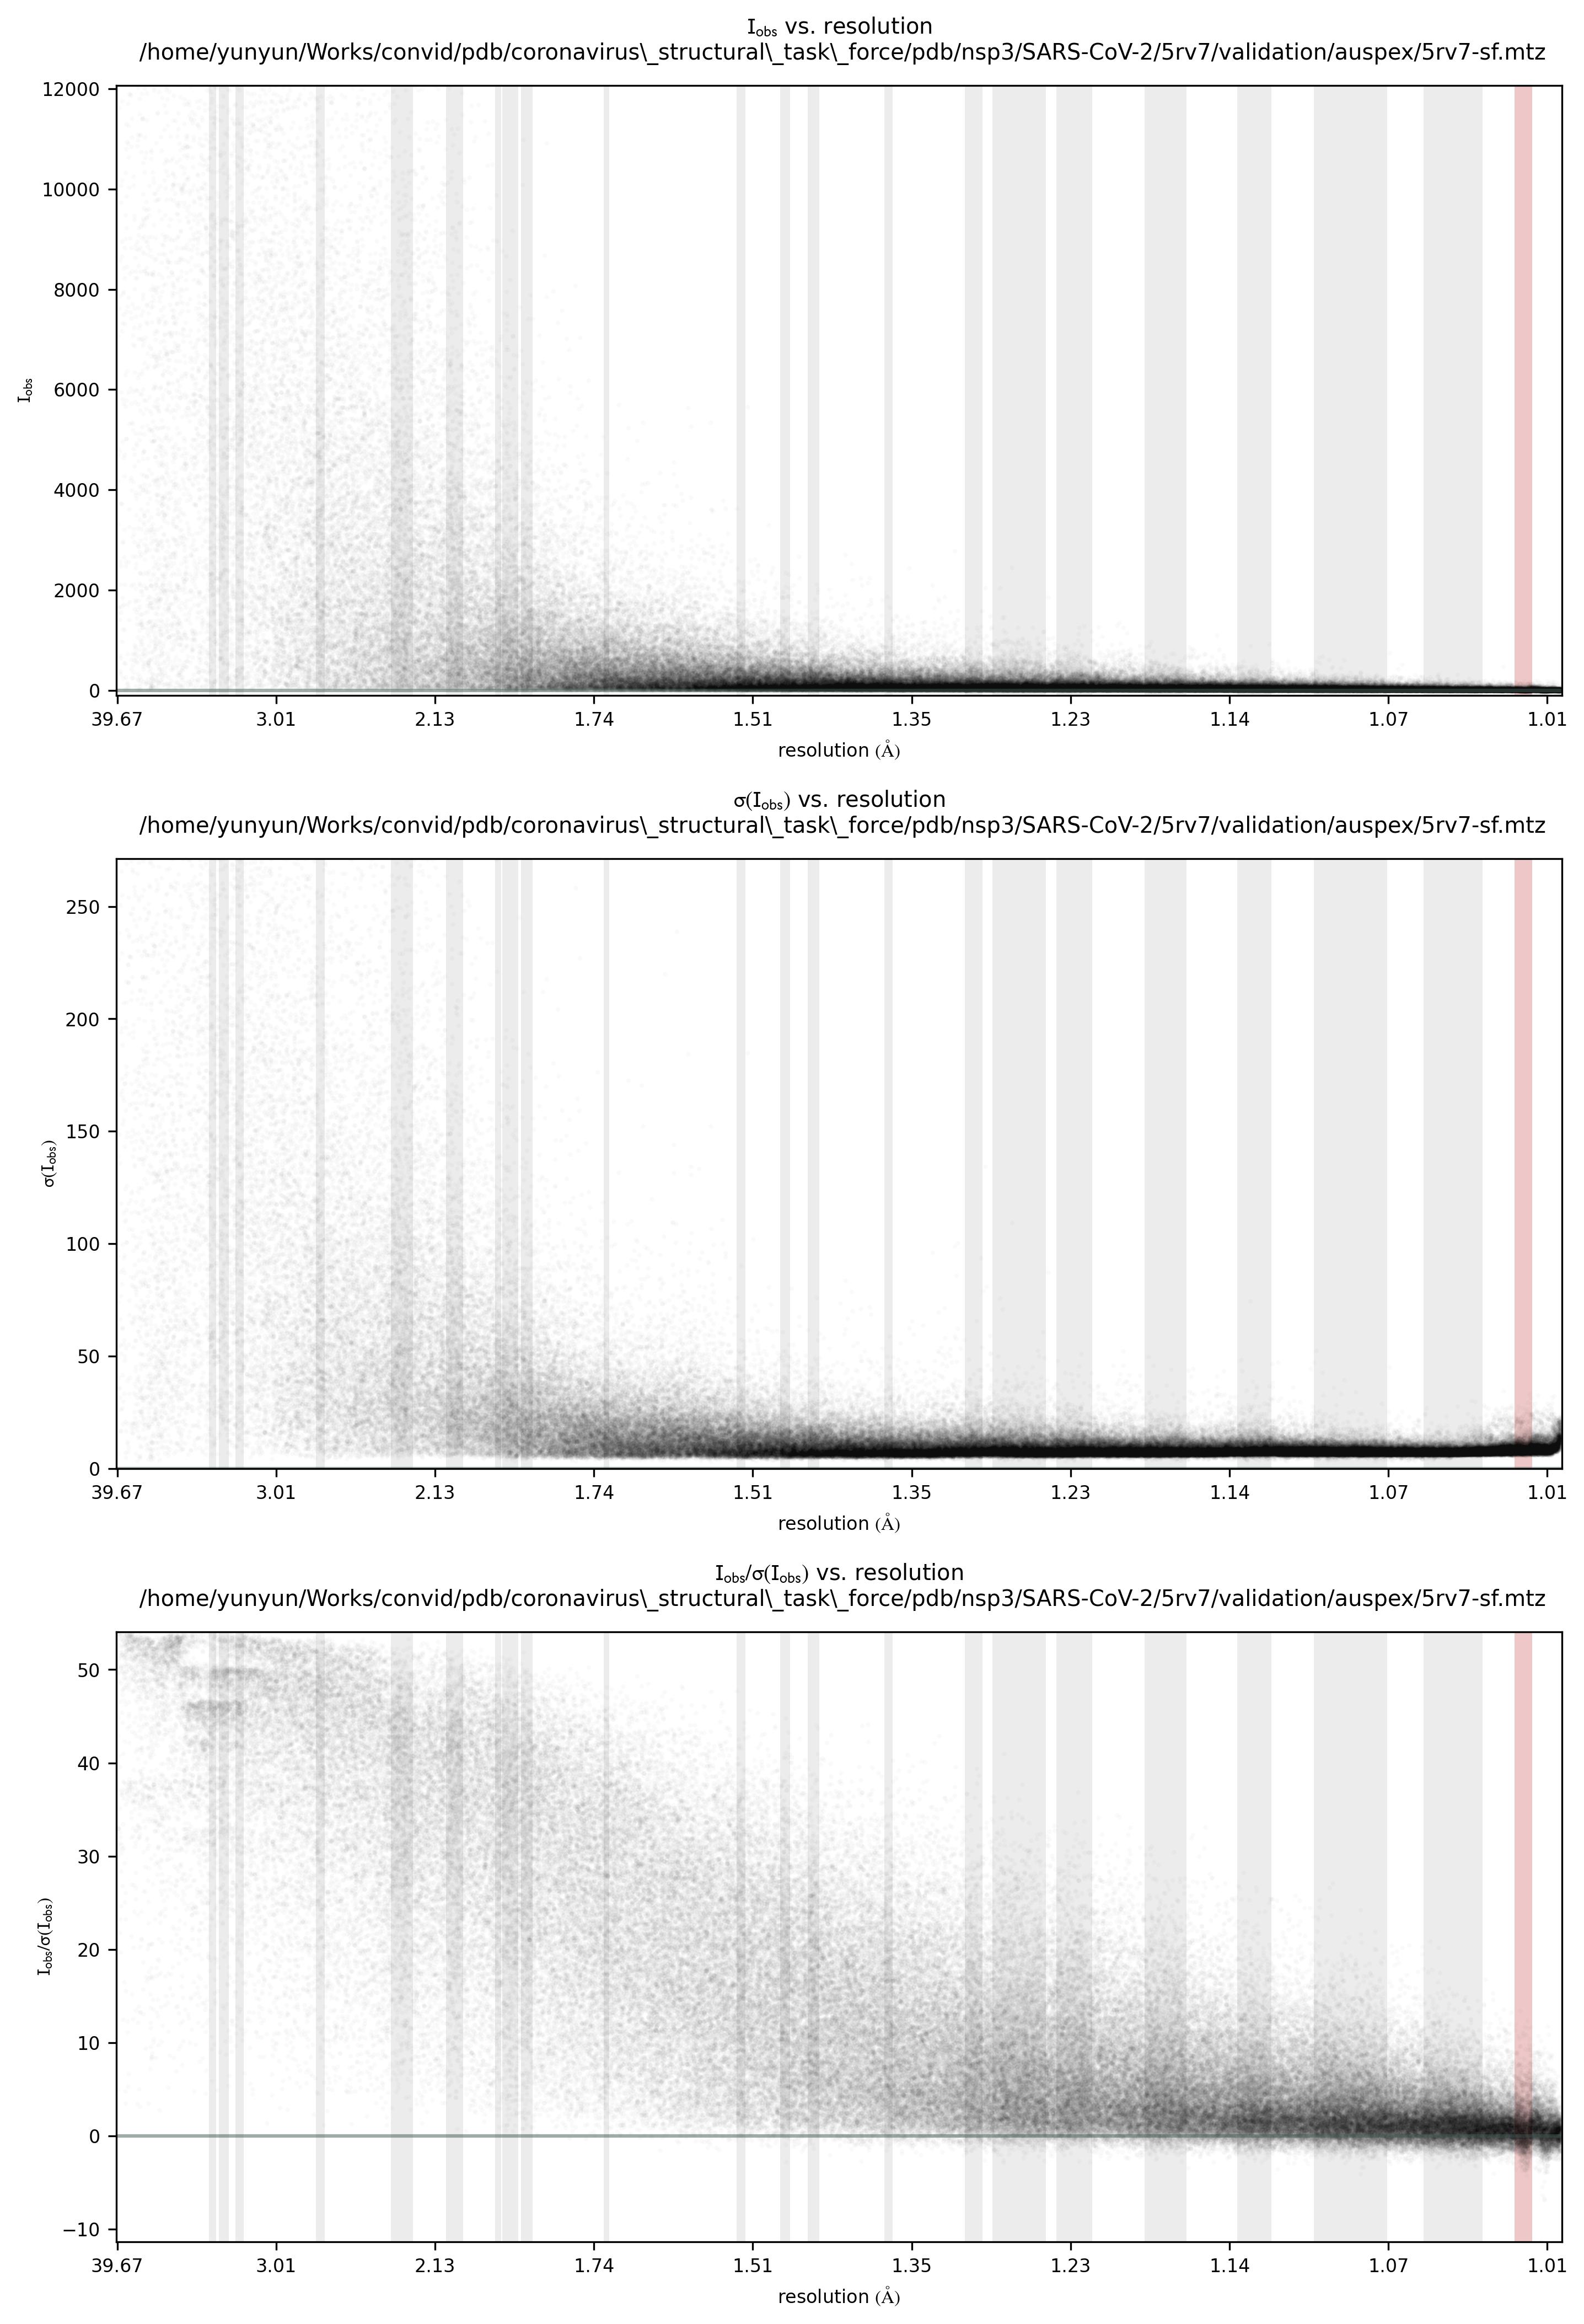 I_obs vs. resolution
/home/yunyun/Works/convid/pdb/coronavirus\_structural\_task\_force/pdb/nsp3/SARS-CoV-2/5rv7/validation/auspex/5rv7-sf.mtz
12000
10000
8000
6000
4000
2000
0
I_obs
39.67 3.01 2.13 1.74 1.51 1.35 1.23 1.14 1.07 1.01
resolution (Å)
σ(I_obs) vs. resolution
/home/yunyun/Works/convid/pdb/coronavirus\_structural\_task\_force/pdb/nsp3/SARS-CoV-2/5rv7/validation/auspex/5rv7-sf.mtz
250
200
150
100
50
0
σ(I_obs)
39.67 3.01 2.13 1.74 1.51 1.35 1.23 1.14 1.07 1.01
resolution (Å)
I_obs/σ(I_obs) vs. resolution
/home/yunyun/Works/convid/pdb/coronavirus\_structural\_task\_force/pdb/nsp3/SARS-CoV-2/5rv7/validation/auspex/5rv7-sf.mtz
50
40
30
20
10
0
−10
I_obs/σ(I_obs)
39.67 3.01 2.13 1.74 1.51 1.35 1.23 1.14 1.07 1.01
resolution (Å)